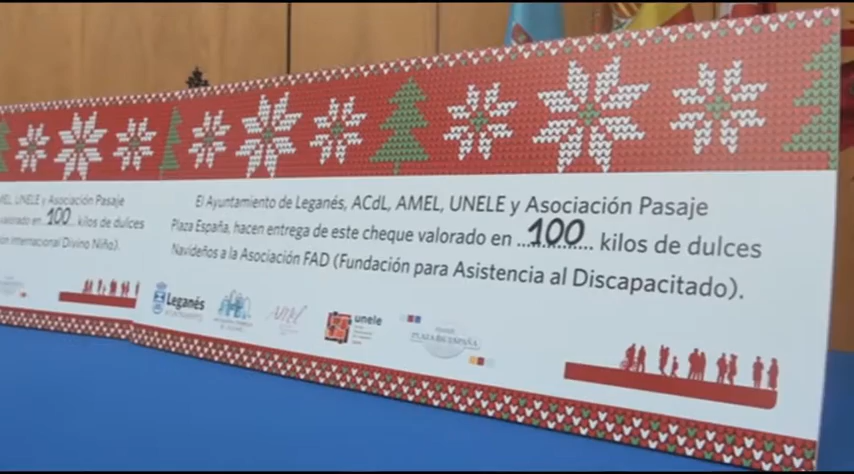 MEL, UNELE y Asociación Pasaje
valorado en 100 kilos de dulces
Internacional Divino Niño).
El Ayuntamiento de Leganés, ACdL, AMEL, UNELE y Asociación Pasaje
Plaza España, hacen entrega de este cheque valorado en ...100... kilos de dulces
Navideños a la Asociación FAD (Fundación para Asistencia al Discapacitado).
Leganés
AYUNTAMIENTO
Amel
unele
PLAZA DE ESPAÑA